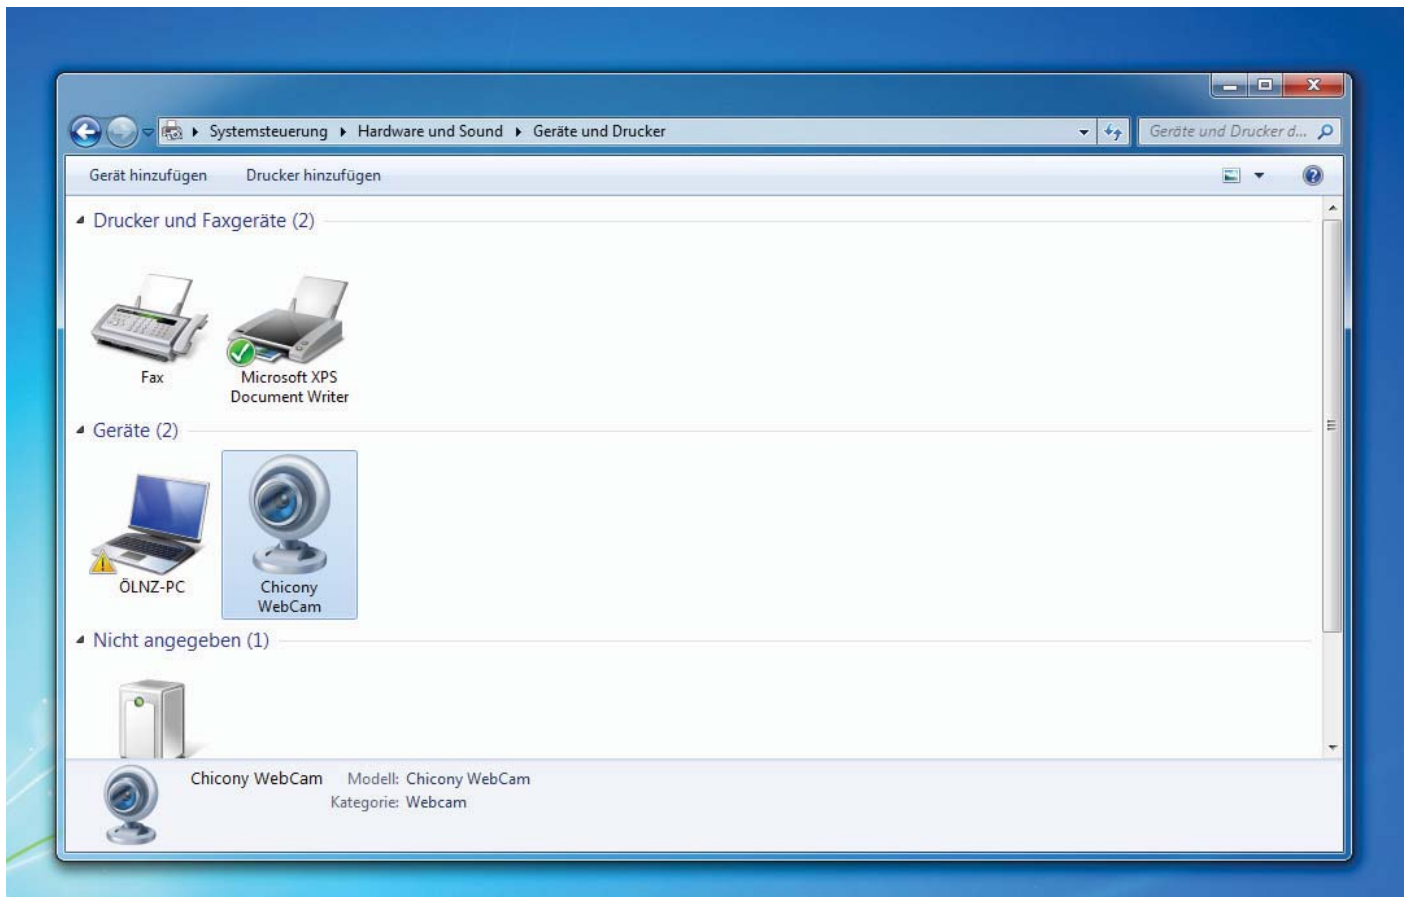 Systemsteuerung ▸ Hardware und Sound ▸ Geräte und Drucker
Geräte und Drucker d...
Gerät hinzufügen Drucker hinzufügen
Drucker und Faxgeräte (2)
Fax
Microsoft XPS
Document Writer
Geräte (2)
ÖLNZ-PC
Chicony
WebCam
Nicht angegeben (1)
Chicony WebCam Modell: Chicony WebCam
Kategorie: Webcam